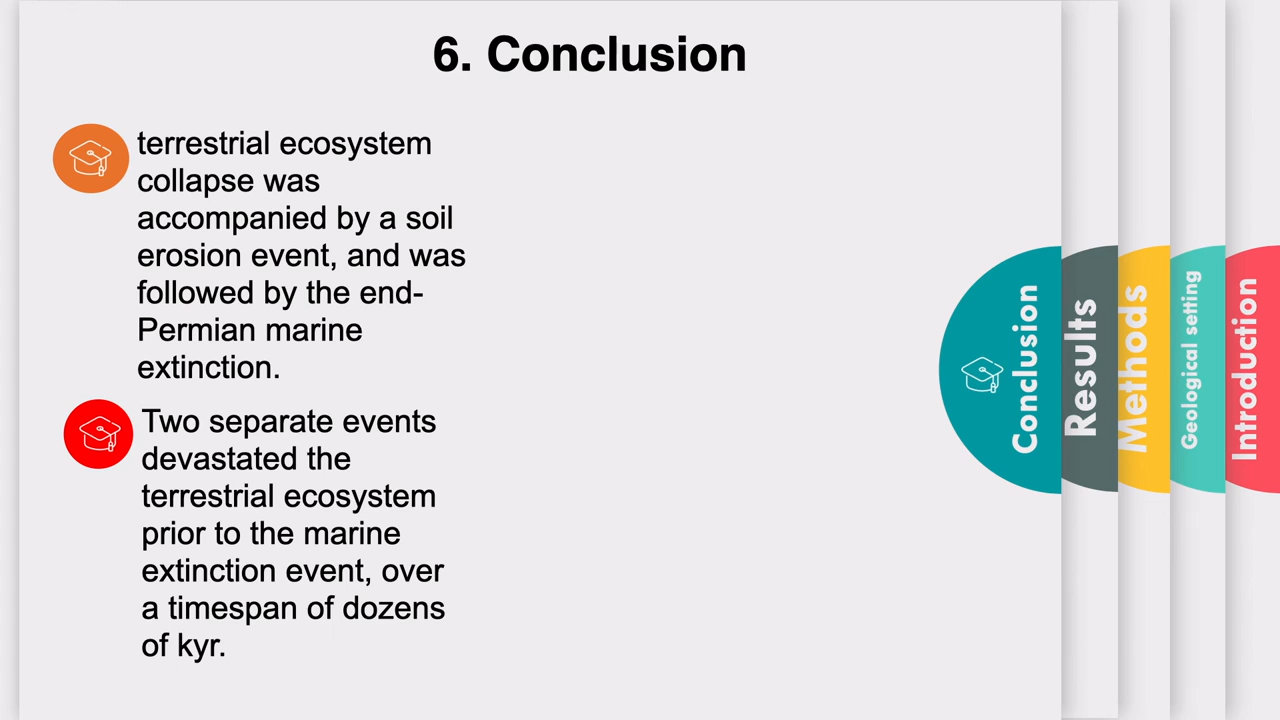 6. Conclusion
terrestrial ecosystem
collapse was
accompanied by a soil
erosion event, and was
followed by the end-
Permian marine
extinction.
Two separate events
devastated the
terrestrial ecosystem
prior to the marine
extinction event, over
a timespan of dozens
of kyr.
Conclusion
Results
Methods
Geological setting
Introduction